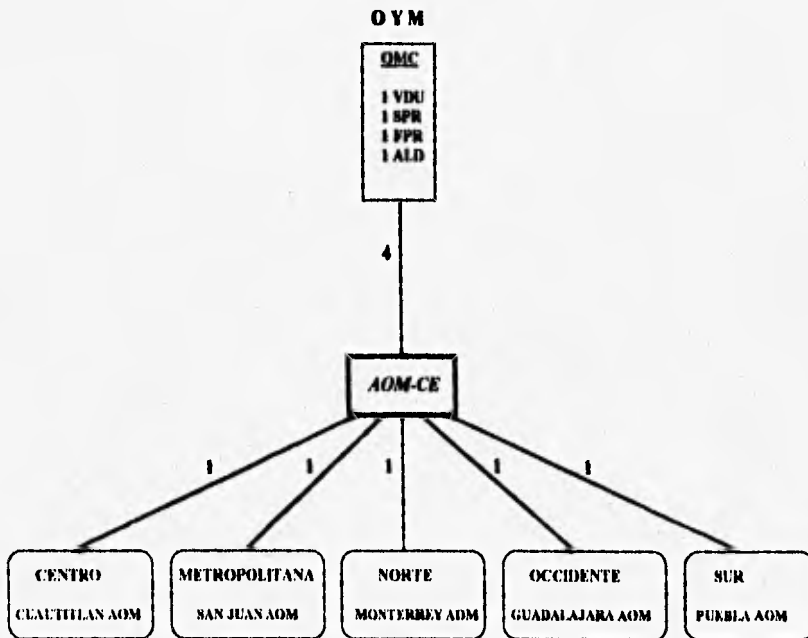 O Y M
OMC
1 VDU
1 SPR
1 FPR
1 ALD
4
AOM-CE
1 1 1 1 1
CENTRO METROPOLITANA NORTE OCCIDENTE SUR
CUAUTITLAN AOM SAN JUAN AOM MONTERREY ADM GUADALAJARA AOM PUEBLA AOM